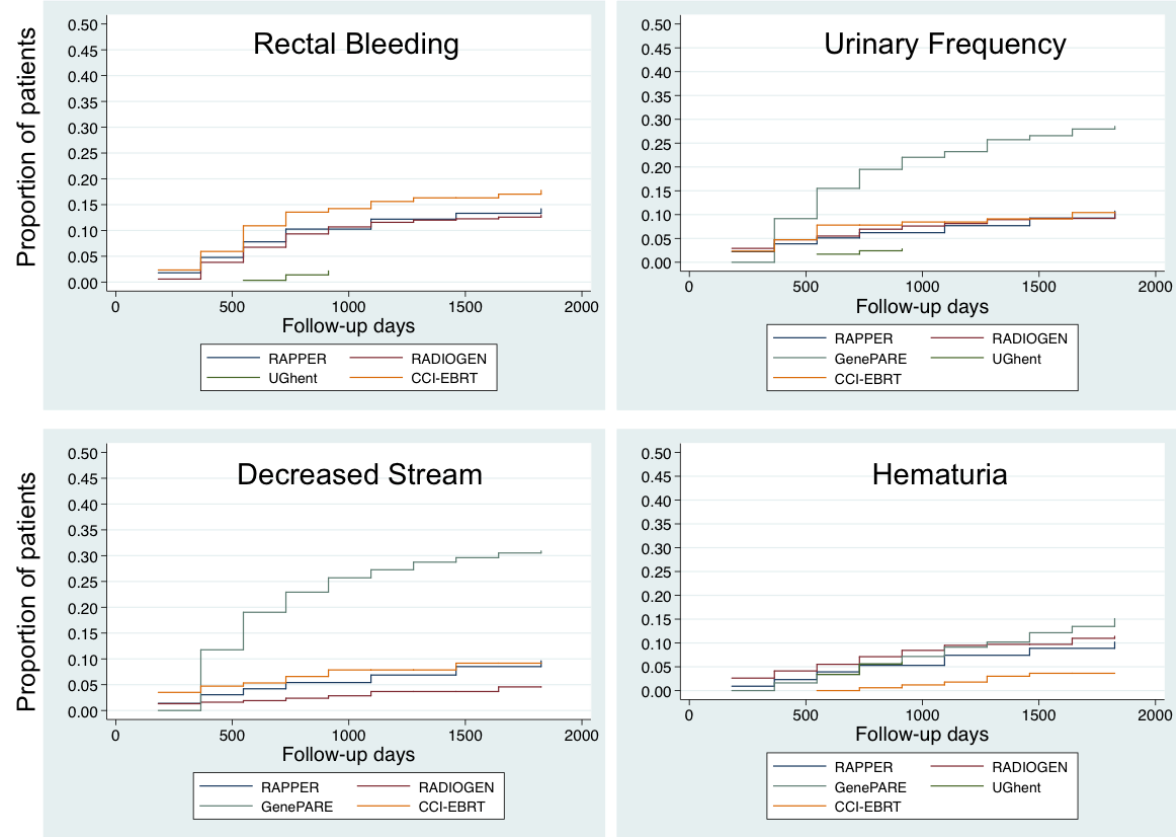 Rectal Bleeding
Proportion of patients
0.50
0.45
0.40
0.35
0.30
0.25
0.20
0.15
0.10
0.05
0.00
0 500 1000 1500 2000
Follow-up days
RAPPER RADIOGEN
UGhent CCI-EBRT
Urinary Frequency
0.50
0.45
0.40
0.35
0.30
0.25
0.20
0.15
0.10
0.05
0.00
0 500 1000 1500 2000
Follow-up days
RAPPER RADIOGEN
GenePARE UGhent
CCI-EBRT
Decreased Stream
Proportion of patients
0.50
0.45
0.40
0.35
0.30
0.25
0.20
0.15
0.10
0.05
0.00
0 500 1000 1500 2000
Follow-up days
RAPPER RADIOGEN
GenePARE CCI-EBRT
Hematuria
0.50
0.45
0.40
0.35
0.30
0.25
0.20
0.15
0.10
0.05
0.00
0 500 1000 1500 2000
Follow-up days
RAPPER RADIOGEN
GenePARE UGhent
CCI-EBRT